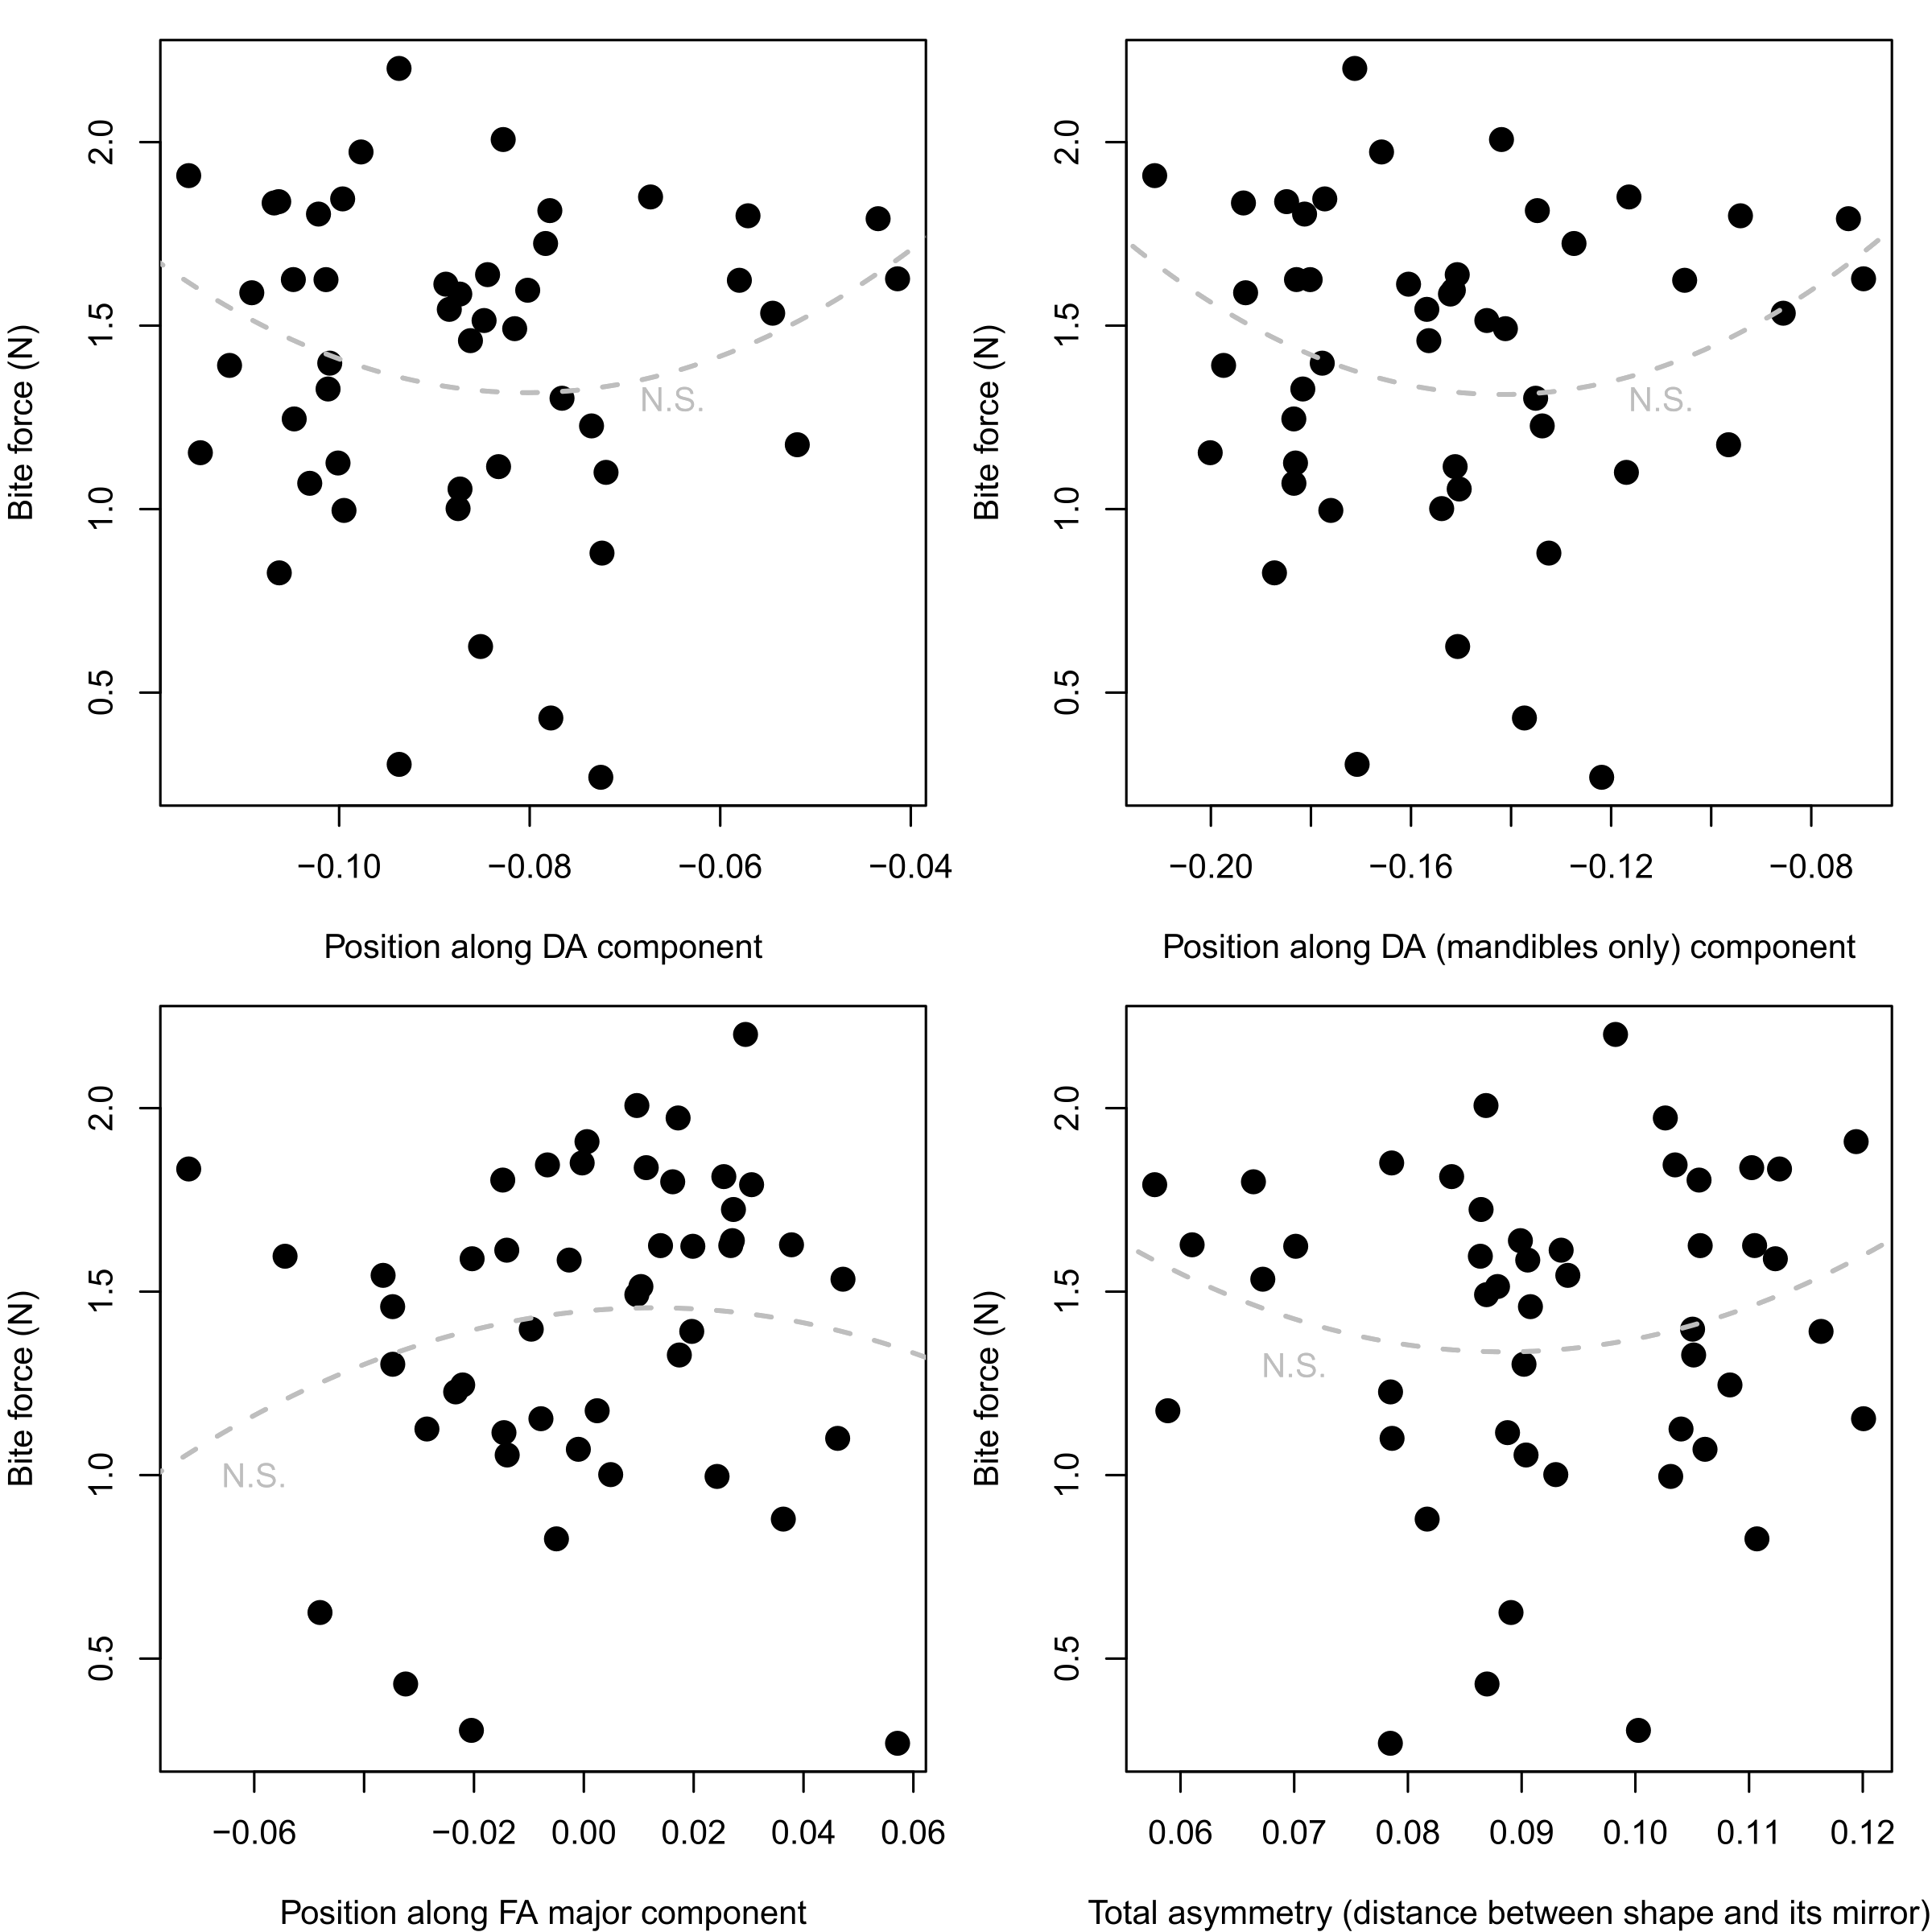 2.0
1.5
1.0
0.5
Bite force (N)
N.S.
−0.10 −0.08 −0.06 −0.04
Position along DA component
2.0
1.5
1.0
0.5
Bite force (N)
N.S.
−0.20 −0.16 −0.12 −0.08
Position along DA (mandibles only) component
2.0
1.5
1.0
0.5
Bite force (N)
N.S.
−0.06 −0.02 0.00 0.02 0.04 0.06
Position along FA major component
2.0
1.5
1.0
0.5
Bite force (N)
N.S.
0.06 0.07 0.08 0.09 0.10 0.11 0.12
Total asymmetry (distance between shape and its mirror)